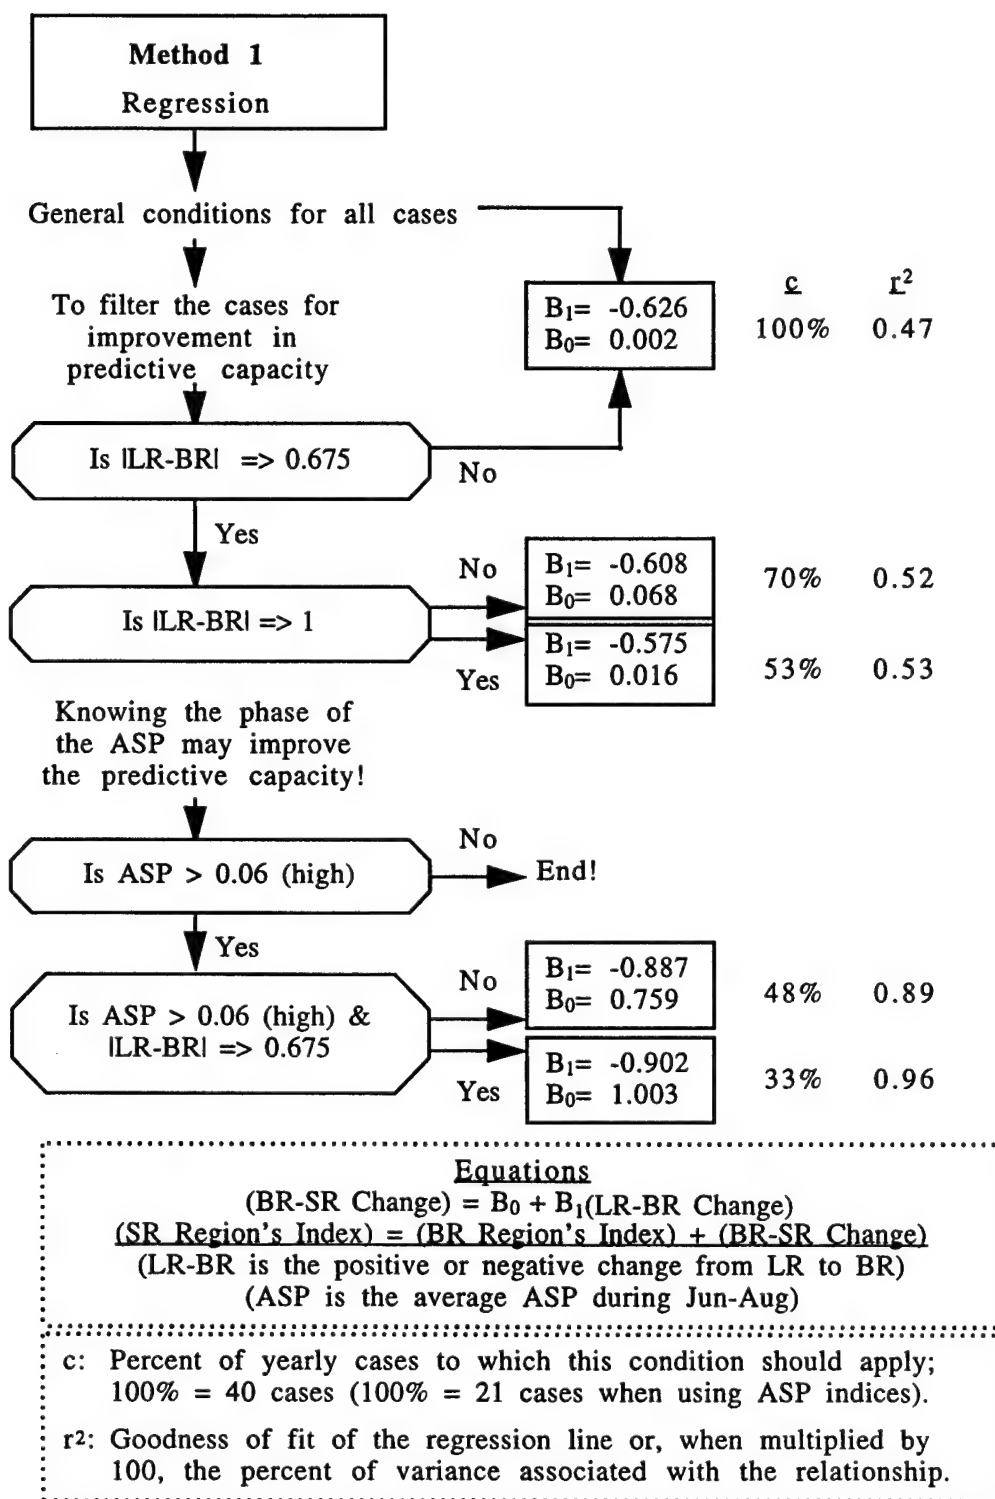 Method 1
Regression
General conditions for all cases
To filter the cases for
improvement in
predictive capacity
B₁= -0.626
B₀= 0.002
c r²
100% 0.47
Is |LR-BR| => 0.675
No
Yes
Is |LR-BR| => 1
No
B₁= -0.608
B₀= 0.068
70% 0.52
Yes
B₁= -0.575
B₀= 0.016
53% 0.53
Knowing the phase of
the ASP may improve
the predictive capacity!
Is ASP > 0.06 (high)
No
End!
Yes
Is ASP > 0.06 (high) &
|LR-BR| => 0.675
No
B₁= -0.887
B₀= 0.759
48% 0.89
Yes
B₁= -0.902
B₀= 1.003
33% 0.96
Equations
(BR-SR Change) = B₀ + B₁(LR-BR Change)
(SR Region's Index) = (BR Region's Index) + (BR-SR Change)
(LR-BR is the positive or negative change from LR to BR)
(ASP is the average ASP during Jun-Aug)
c: Percent of yearly cases to which this condition should apply;
100% = 40 cases (100% = 21 cases when using ASP indices).
r²: Goodness of fit of the regression line or, when multiplied by
100, the percent of variance associated with the relationship.